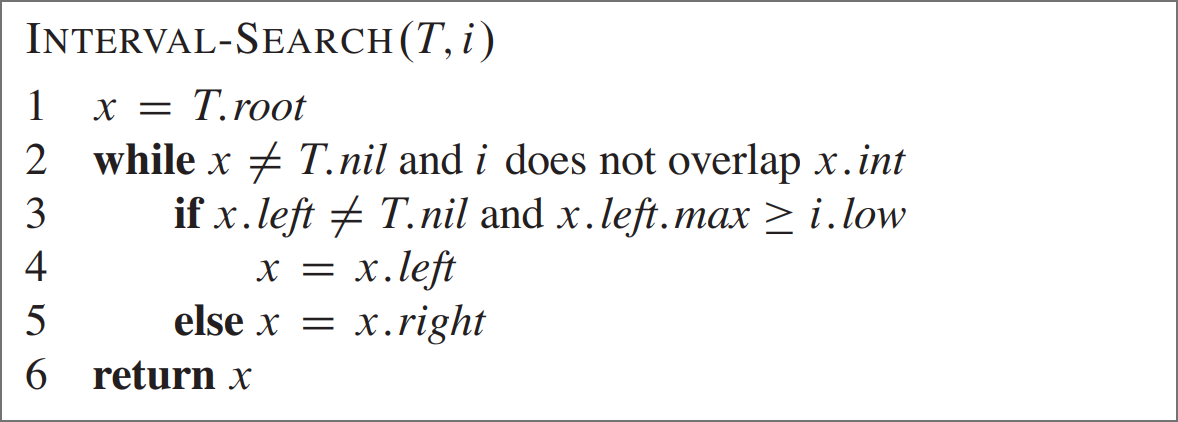 INTERVAL-SEARCH(T, i)
1 x = T.root
2 while x ≠ T.nil and i does not overlap x.int
3 if x.left ≠ T.nil and x.left.max ≥ i.low
4 x = x.left
5 else x = x.right
6 return x